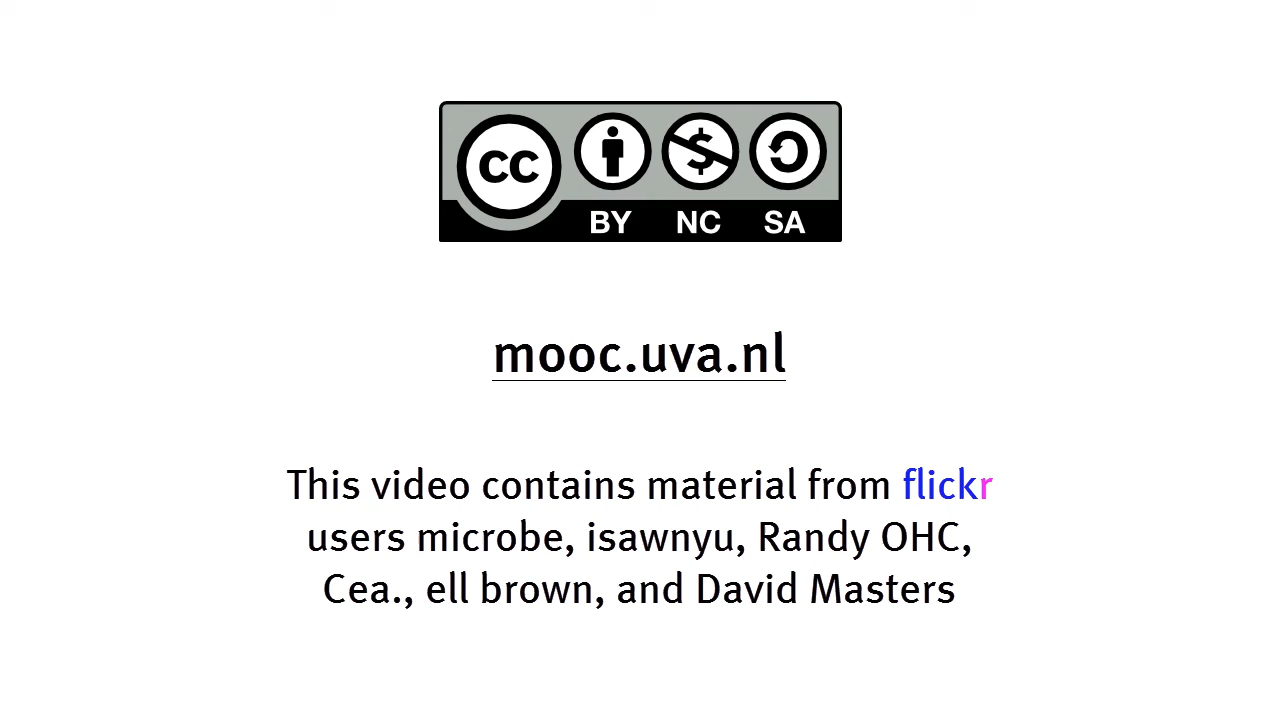 CC
BY NC SA
mooc.uva.nl
This video contains material from flickr
users microbe, isawnyu, Randy OHC,
Cea., ell brown, and David Masters